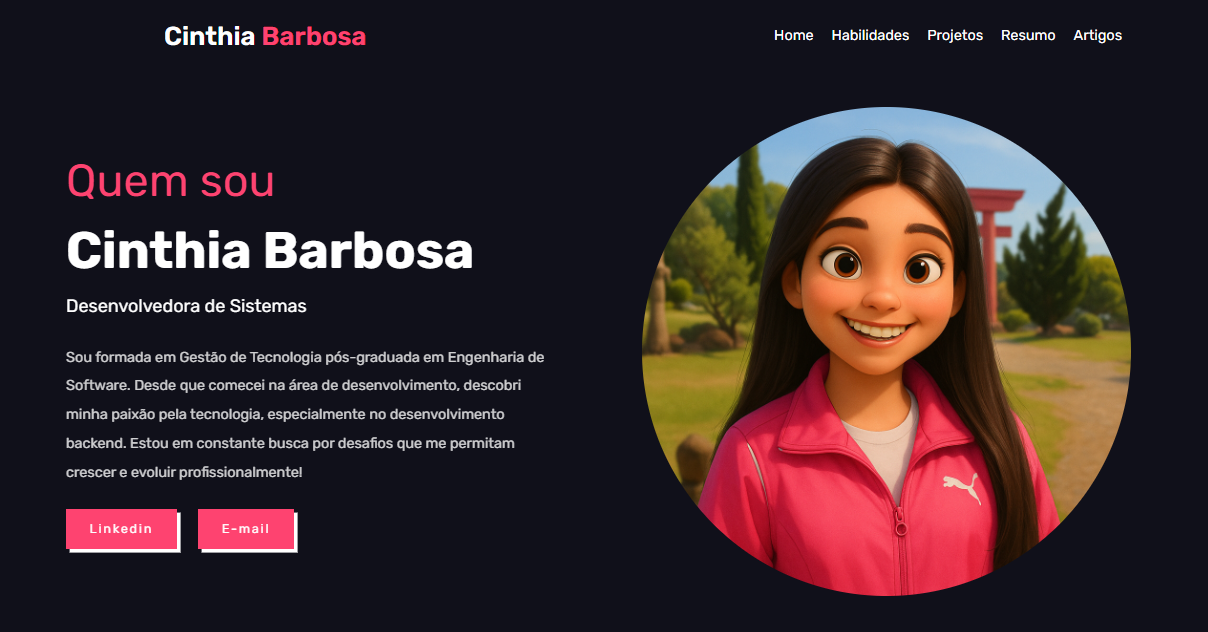 Cinthia Barbosa
Home Habilidades Projetos Resumo Artigos
Quem sou
Cinthia Barbosa
Desenvolvedora de Sistemas
Sou formada em Gestão de Tecnologia pós-graduada em Engenharia de
Software. Desde que comecei na área de desenvolvimento, descobri
minha paixão pela tecnologia, especialmente no desenvolvimento
backend. Estou em constante busca por desafios que me permitam
crescer e evoluir profissionalmente!
Linkedin E-mail